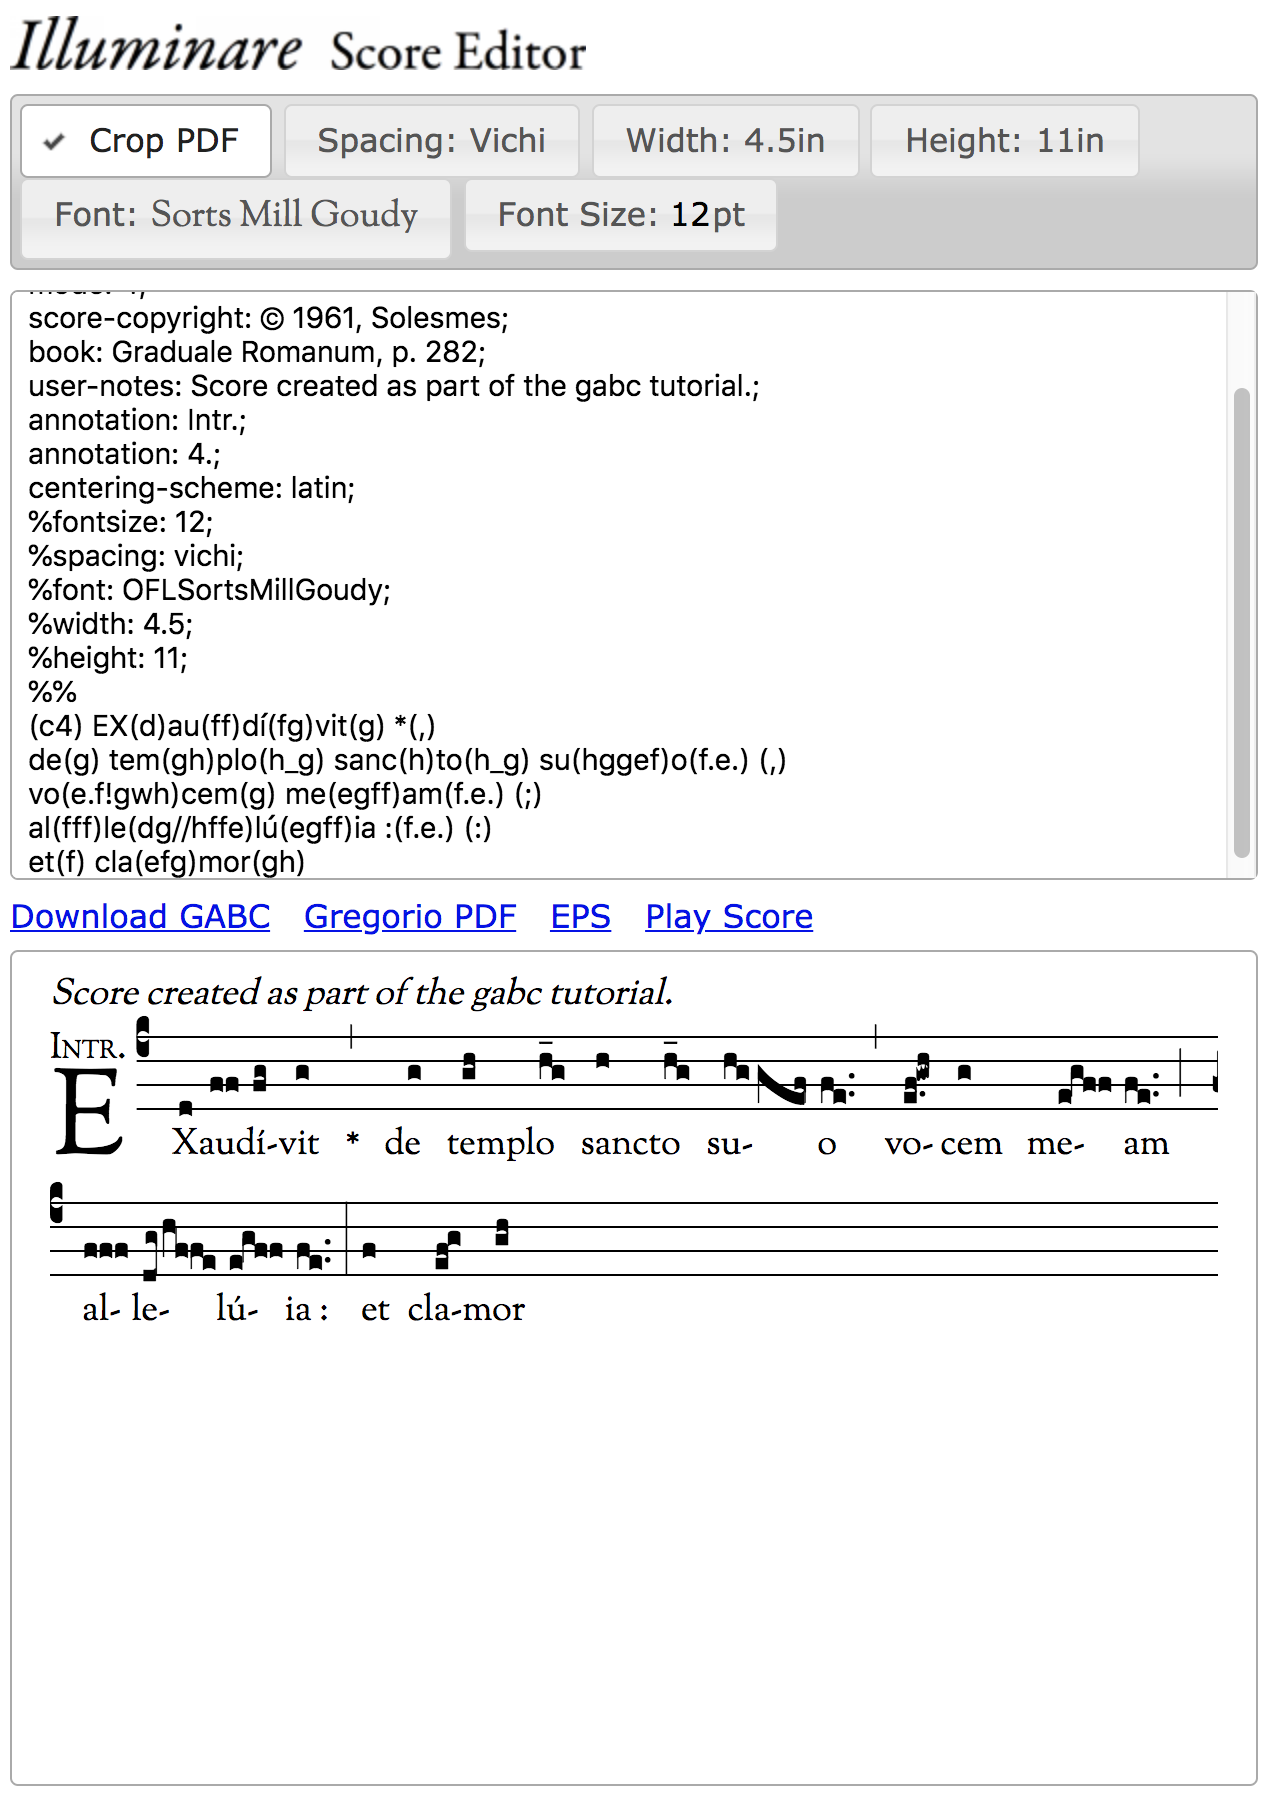 Illuminare Score Editor
✔ Crop PDF Spacing: Vichi Width: 4.5in Height: 11in
Font: Sorts Mill Goudy Font Size: 12pt
score-copyright: © 1961, Solesmes;
book: Graduale Romanum, p. 282;
user-notes: Score created as part of the gabc tutorial.;
annotation: Intr.;
annotation: 4.;
centering-scheme: latin;
%fontsize: 12;
%spacing: vichi;
%font: OFLSortsMillGoudy;
%width: 4.5;
%height: 11;
%%
(c4) EX(d)au(ff)dí(fg)vit(g) *(,)
de(g) tem(gh)plo(h_g) sanc(h)to(h_g) su(hggef)o(f.e.) (,)
vo(e.f!gwh)cem(g) me(egff)am(f.e.) (;)
al(fff)le(dg//hffe)lú(egff)ia :(f.e.) (:)
et(f) cla(efg)mor(gh)
Download GABC Gregorio PDF EPS Play Score
Score created as part of the gabc tutorial.
Intr.
EXaudí-vit * de templo sancto su- o vo-cem me- am
al- le- lú- ia : et cla-mor